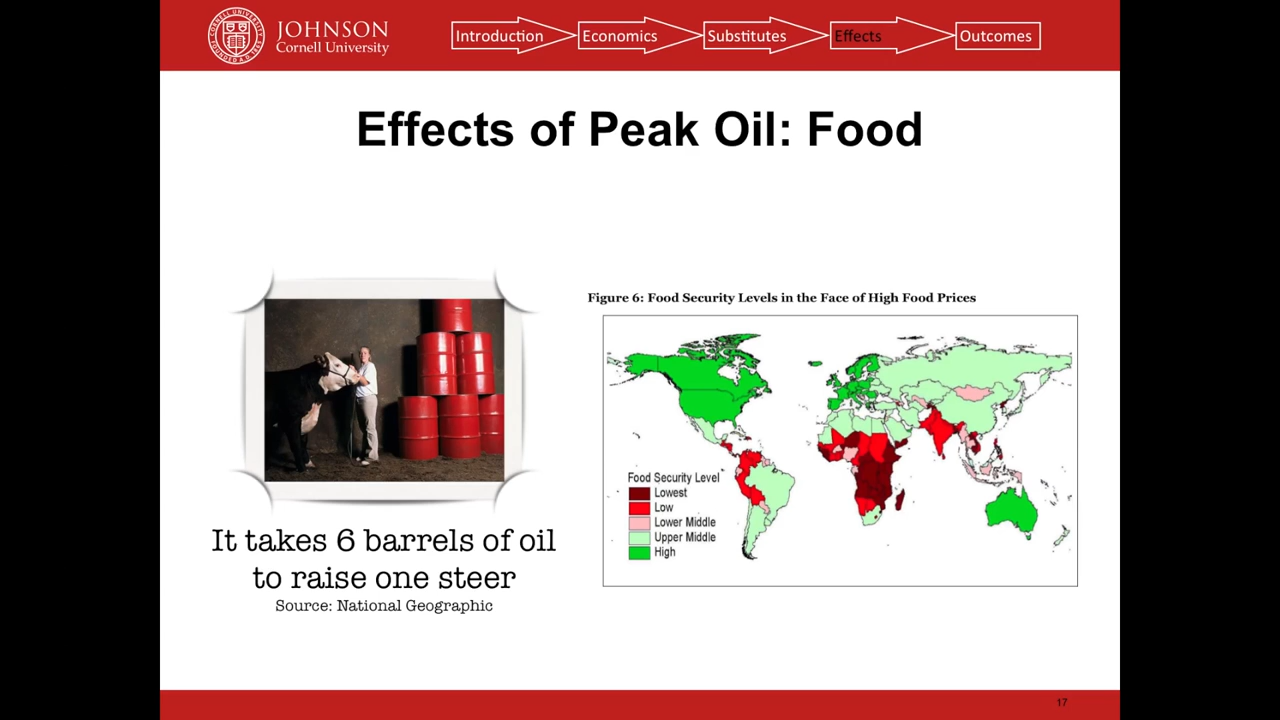 JOHNSON
Cornell University
Introduction
Economics
Substitutes
Effects
Outcomes
Effects of Peak Oil: Food
Figure 6: Food Security Levels in the Face of High Food Prices
Food Security Level
Lowest
Low
Lower Middle
Upper Middle
High
It takes 6 barrels of oil
to raise one steer
Source: National Geographic
17